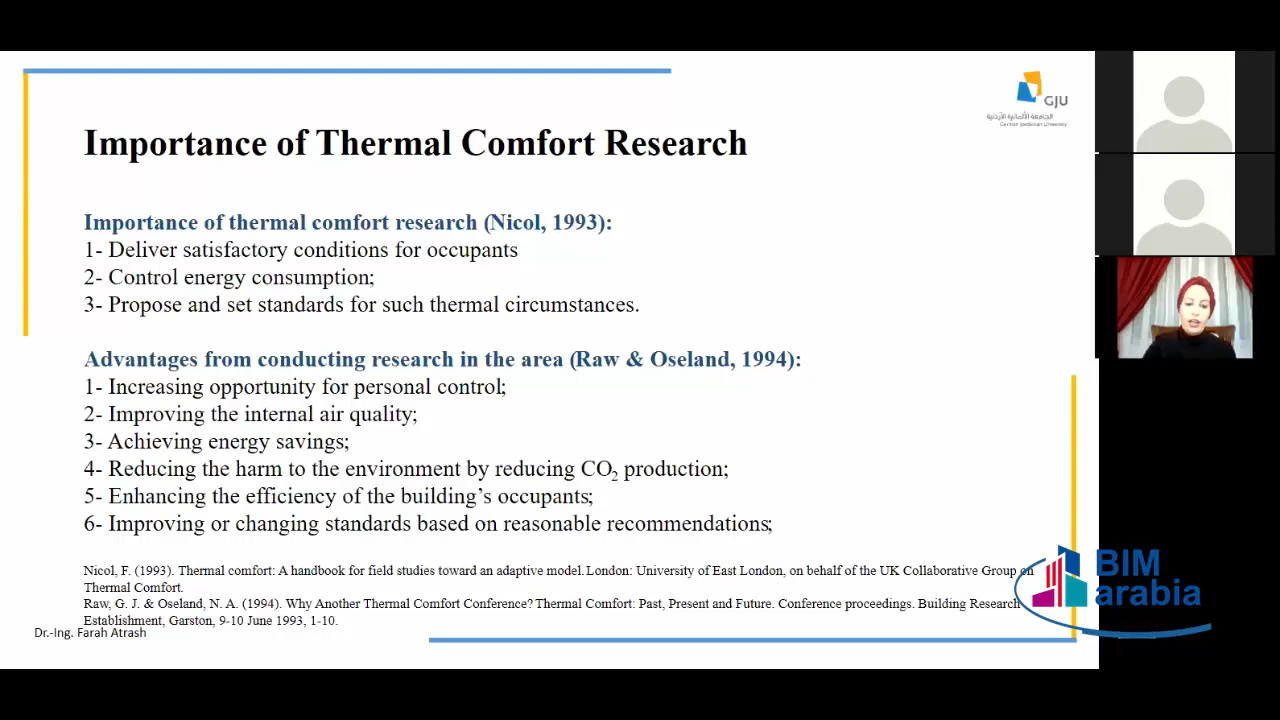 GJU
الجامعة الألمانية الأردنية
German Jordanian University
Importance of Thermal Comfort Research
Importance of thermal comfort research (Nicol, 1993):
1- Deliver satisfactory conditions for occupants
2- Control energy consumption;
3- Propose and set standards for such thermal circumstances.
Advantages from conducting research in the area (Raw & Oseland, 1994):
1- Increasing opportunity for personal control;
2- Improving the internal air quality;
3- Achieving energy savings;
4- Reducing the harm to the environment by reducing CO₂ production;
5- Enhancing the efficiency of the building’s occupants;
6- Improving or changing standards based on reasonable recommendations;
Nicol, F. (1993). Thermal comfort: A handbook for field studies toward an adaptive model. London: University of East London, on behalf of the UK Collaborative Group on
Thermal Comfort.
Raw, G. J. & Oseland, N. A. (1994). Why Another Thermal Comfort Conference? Thermal Comfort: Past, Present and Future. Conference proceedings. Building Research
Establishment, Garston, 9-10 June 1993, 1-10.
Dr.-Ing. Farah Atrash
BIM
arabia